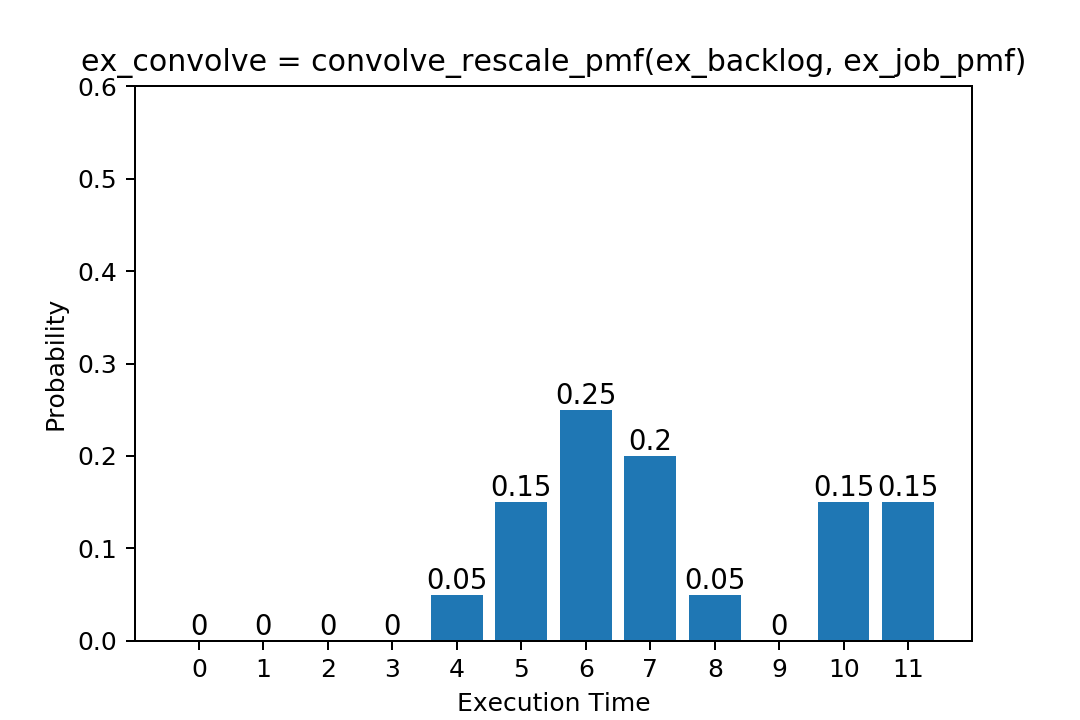 ex_convolve = convolve_rescale_pmf(ex_backlog, ex_job_pmf)
0.6
0.5
0.4
0.3
0.2
0.1
0.0
Probability
0 0 0 0 0.05 0.15 0.25 0.2 0.05 0 0.15 0.15
0 1 2 3 4 5 6 7 8 9 10 11
Execution Time